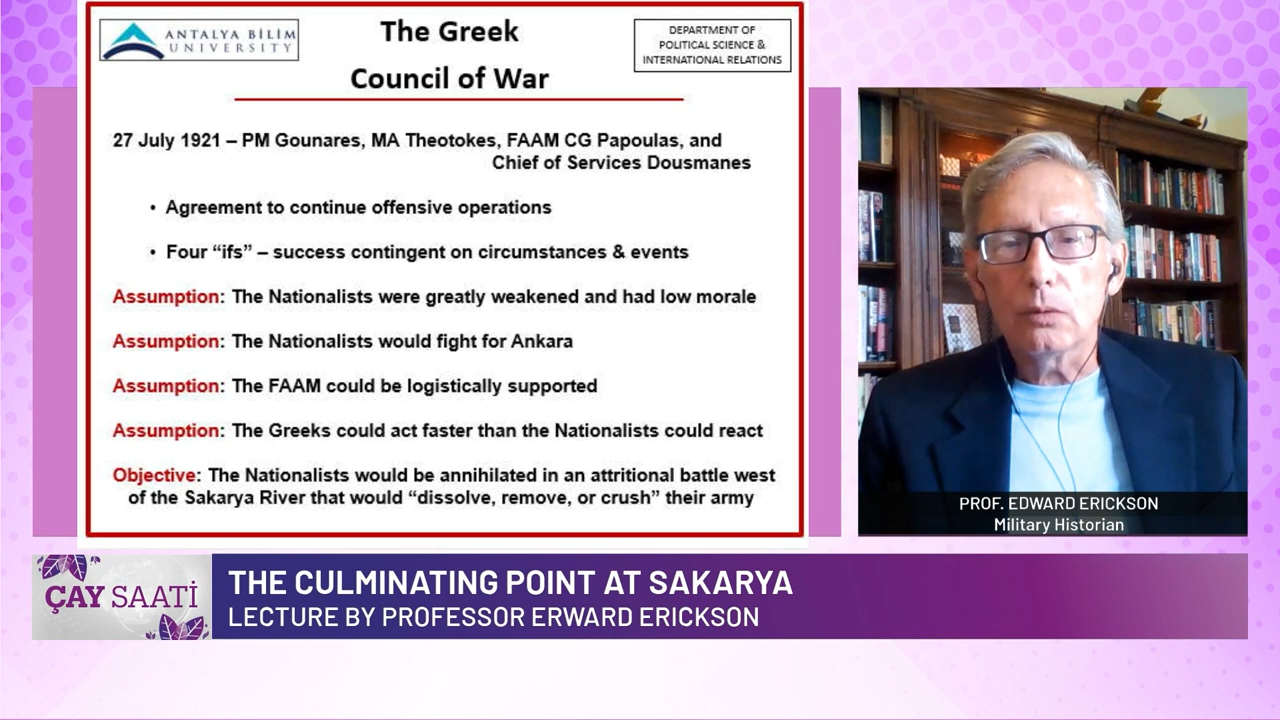 ANTALYA BİLİM
UNIVERSITY
The Greek
Council of War
DEPARTMENT OF
POLITICAL SCIENCE &
INTERNATIONAL RELATIONS
27 July 1921 – PM Gounares, MA Theotokes, FAAM CG Papoulas, and
Chief of Services Dousmanes
• Agreement to continue offensive operations
• Four “ifs” – success contingent on circumstances & events
Assumption: The Nationalists were greatly weakened and had low morale
Assumption: The Nationalists would fight for Ankara
Assumption: The FAAM could be logistically supported
Assumption: The Greeks could act faster than the Nationalists could react
Objective: The Nationalists would be annihilated in an attritional battle west
of the Sakarya River that would “dissolve, remove, or crush” their army
PROF. EDWARD ERICKSON
Military Historian
ÇAY SAATİ
THE CULMINATING POINT AT SAKARYA
LECTURE BY PROFESSOR ERWARD ERICKSON